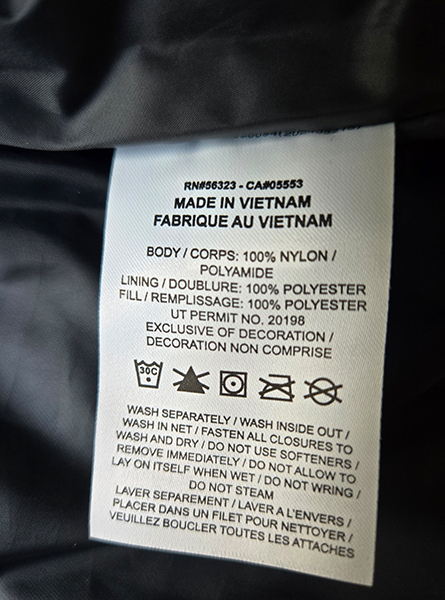 RN#56323 - CA#05553
MADE IN VIETNAM
FABRIQUE AU VIETNAM
BODY / CORPS: 100% NYLON /
POLYAMIDE
LINING / DOUBLURE: 100% POLYESTER
FILL / REMPLISSAGE: 100% POLYESTER
UT PERMIT NO. 20198
EXCLUSIVE OF DECORATION /
DECORATION NON COMPRISE
30C
WASH SEPARATELY / WASH INSIDE OUT /
WASH IN NET / FASTEN ALL CLOSURES TO
WASH AND DRY / DO NOT USE SOFTENERS /
REMOVE IMMEDIATELY / DO NOT ALLOW TO
LAY ON ITSELF WHEN WET / DO NOT WRING /
DO NOT STEAM
LAVER SEPAREMENT / LAVER A L'ENVERS /
PLACER DANS UN FILET POUR NETTOYER /
VEUILLEZ BOUCLER TOUTES LES ATTACHES